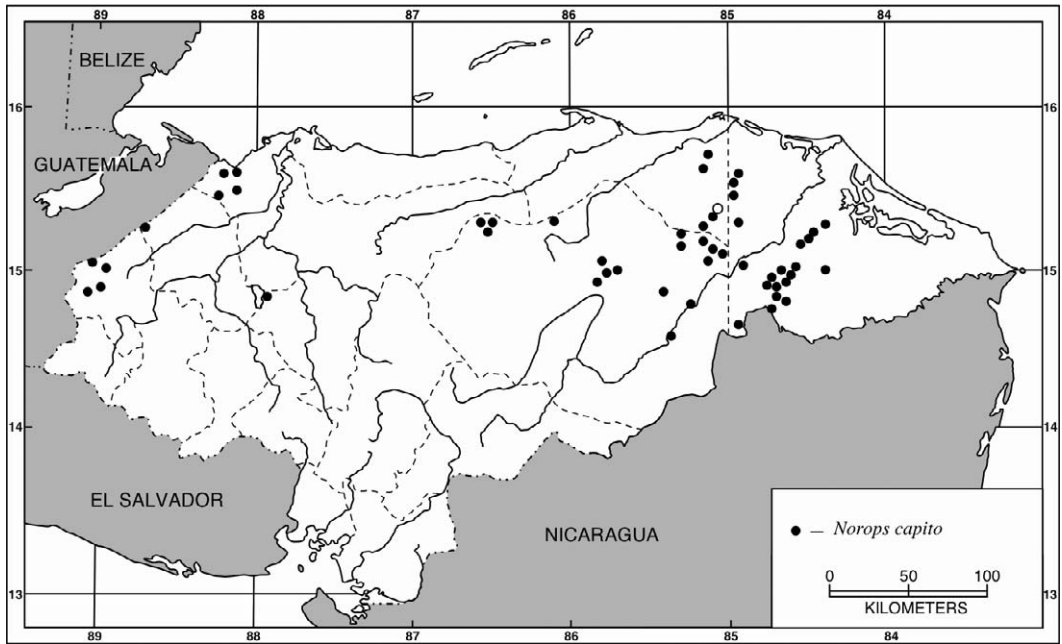 89 88 87 86 85 84
BELIZE
16 16
GUATEMALA
15 15
14 14
EL SALVADOR
NICARAGUA
— Norops capito
0 50 100
KILOMETERS
13 13
89 88 87 86 85 84